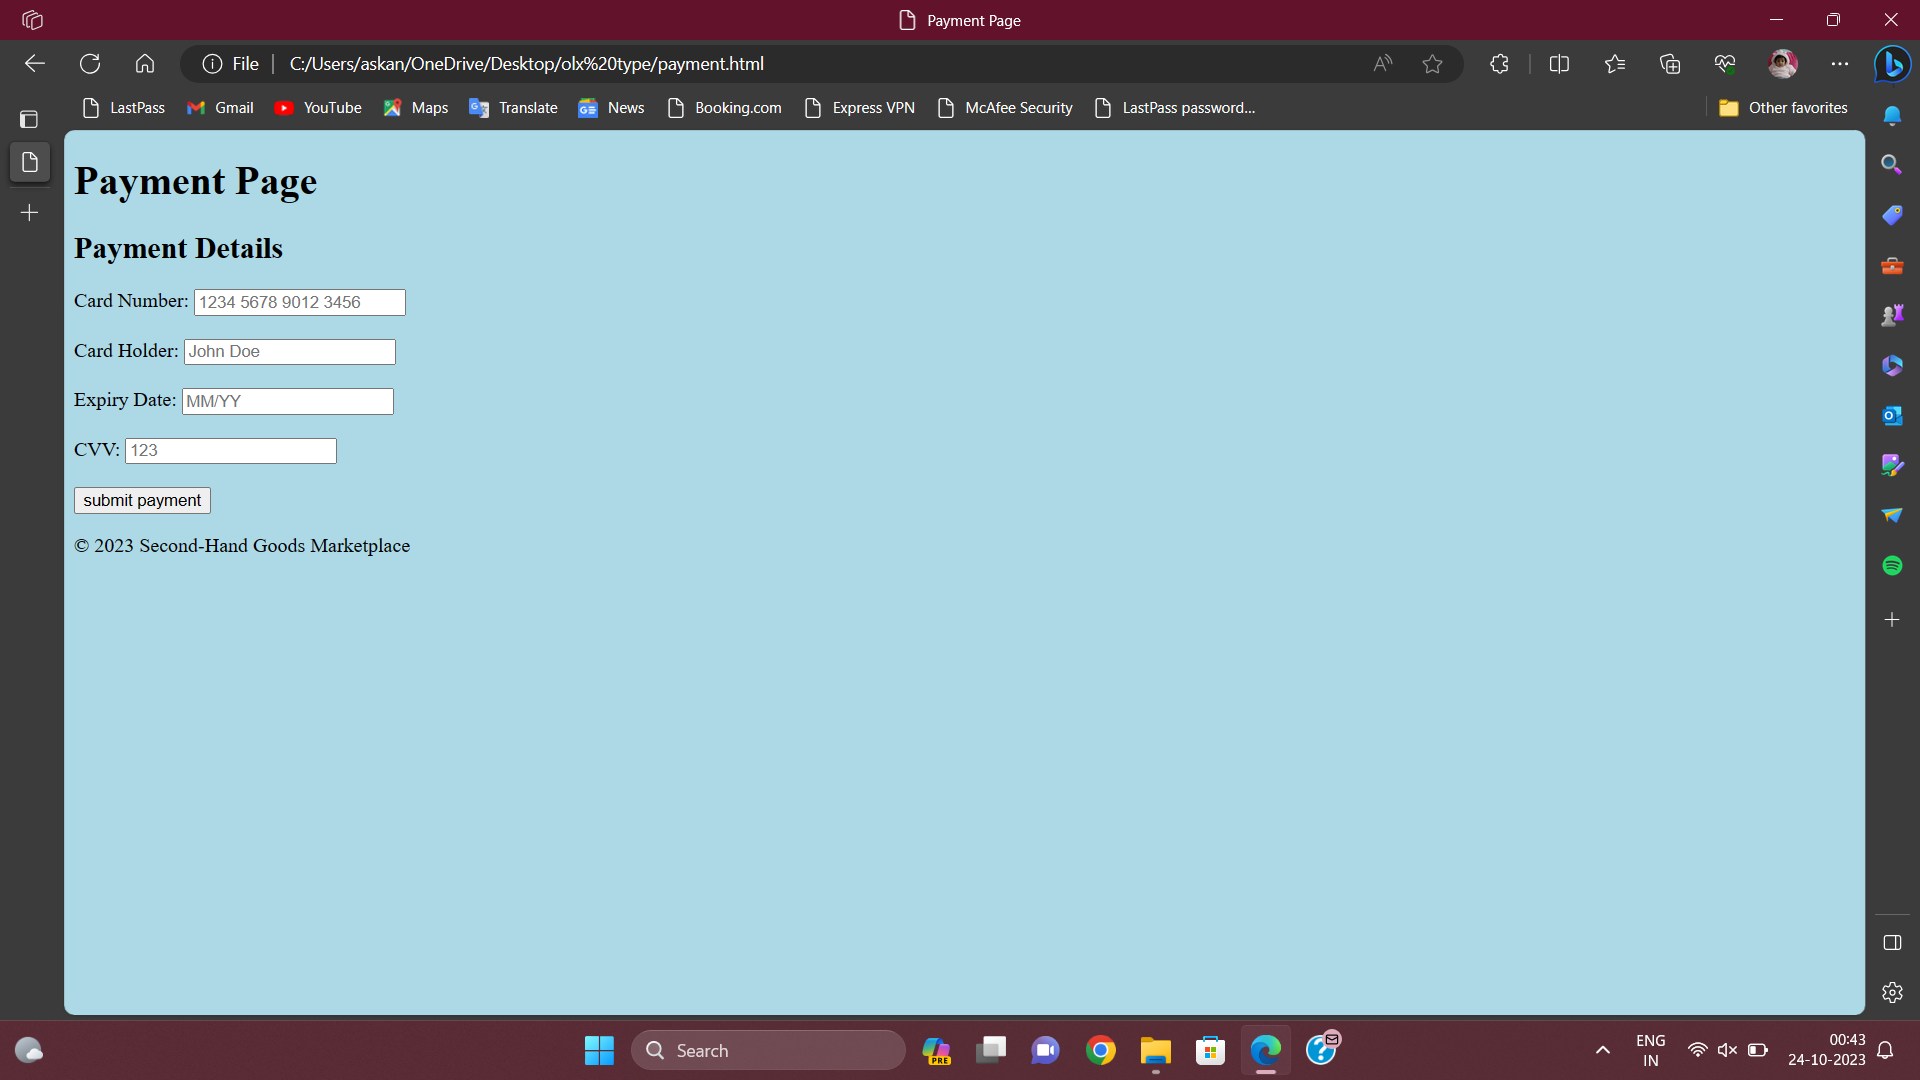 Payment Page
File
C:/Users/askan/OneDrive/Desktop/olx%20type/payment.html
LastPass Gmail YouTube Maps Translate News Booking.com Express VPN McAfee Security LastPass password... Other favorites
Payment Page
Payment Details
Card Number: 1234 5678 9012 3456
Card Holder: John Doe
Expiry Date: MM/YY
CVV: 123
submit payment
© 2023 Second-Hand Goods Marketplace
Search
PRE
ENG
IN
00:43
24-10-2023